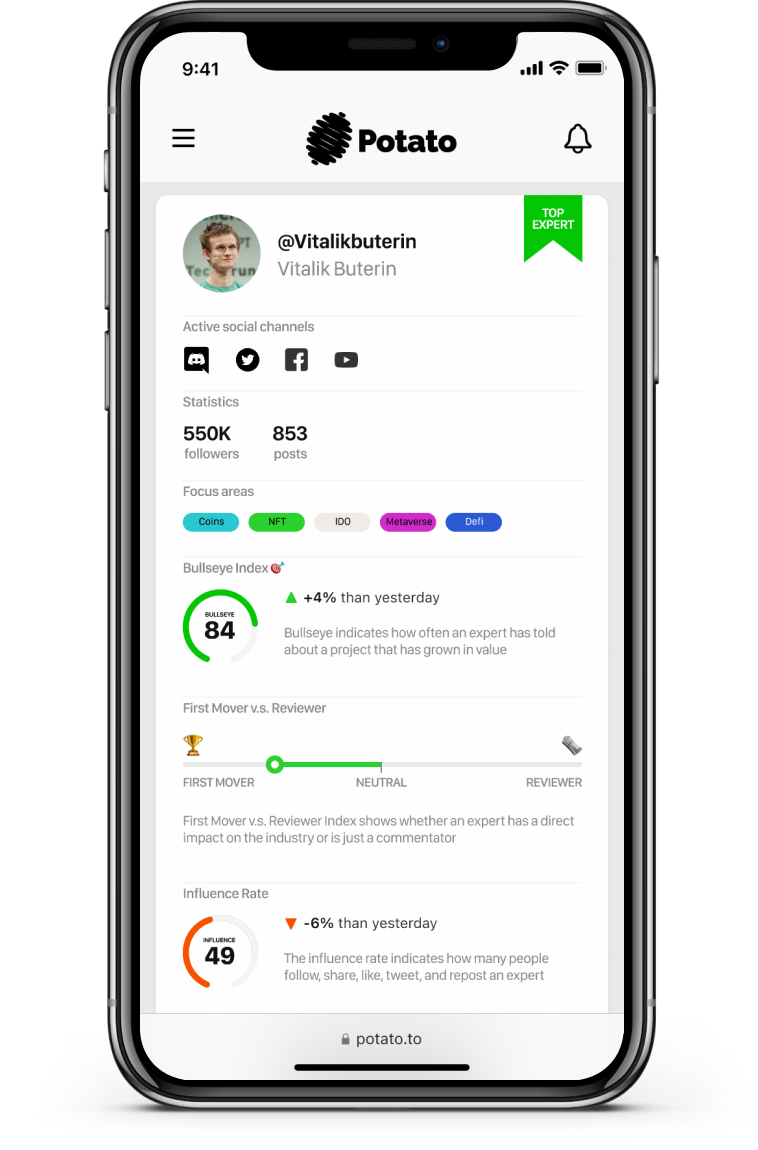 9:41
Potato
TOP
EXPERT
@Vitalikbuterin
Vitalik Buterin
Active social channels
Statistics
550K 853
followers posts
Focus areas
Coins NFT IDO Metaverse Defi
Bullseye Index
BULLSEYE
84
+4% than yesterday
Bullseye indicates how often an expert has told
about a project that has grown in value
First Mover v.s. Reviewer
FIRST MOVER NEUTRAL REVIEWER
First Mover v.s. Reviewer Index shows whether an expert has a direct
impact on the industry or is just a commentator
Influence Rate
INFLUENCE
49
-6% than yesterday
The influence rate indicates how many people
follow, share, like, tweet, and repost an expert
potato.to